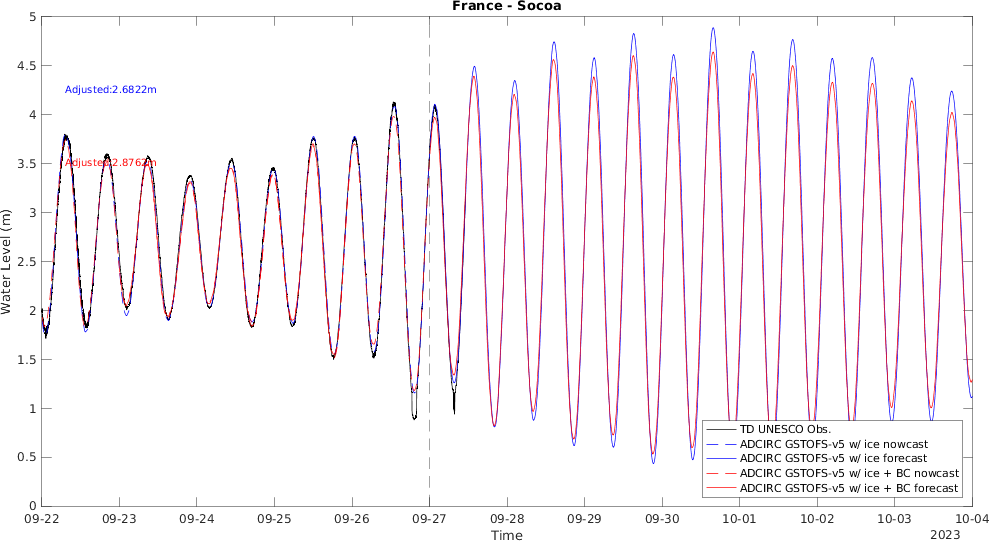 France - Socoa
5
4.5
4
3.5
3
2.5
2
1.5
1
0.5
0
Water Level (m)
Adjusted:2.6822m
Adjusted:2.8762m
TD UNESCO Obs.
ADCIRC GSTOFS-v5 w/ ice nowcast
ADCIRC GSTOFS-v5 w/ ice forecast
ADCIRC GSTOFS-v5 w/ ice + BC nowcast
ADCIRC GSTOFS-v5 w/ ice + BC forecast
09-22 09-23 09-24 09-25 09-26 09-27 09-28 09-29 09-30 10-01 10-02 10-03 10-04
Time
2023